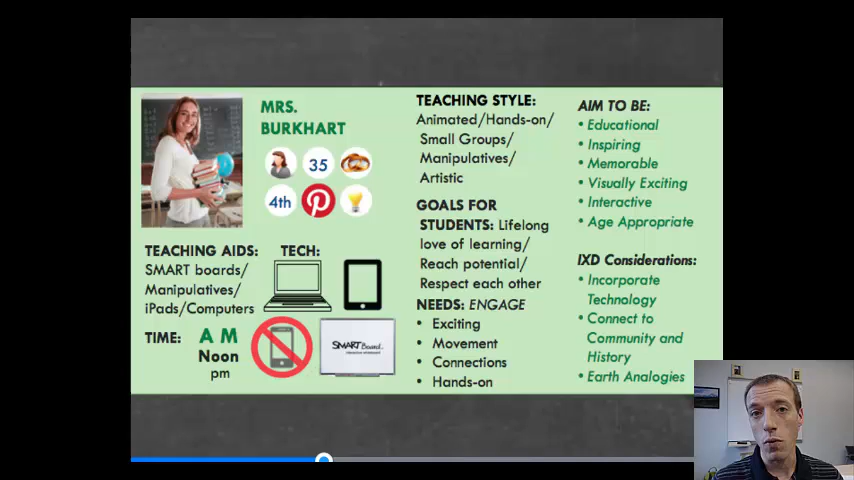 MRS.
BURKHART
35
4th
TEACHING AIDS:
SMART boards/
Manipulatives/
iPads/Computers
TECH:
TIME:
A M
Noon
pm
SMART Board
TEACHING STYLE:
Animated/Hands-on/
Small Groups/
Manipulatives/
Artistic
GOALS FOR
STUDENTS: Lifelong
love of learning/
Reach potential/
Respect each other
NEEDS: ENGAGE
• Exciting
• Movement
• Connections
• Hands-on
AIM TO BE:
• Educational
• Inspiring
• Memorable
• Visually Exciting
• Interactive
• Age Appropriate
IXD Considerations:
• Incorporate
Technology
• Connect to
Community and
History
• Earth Analogies